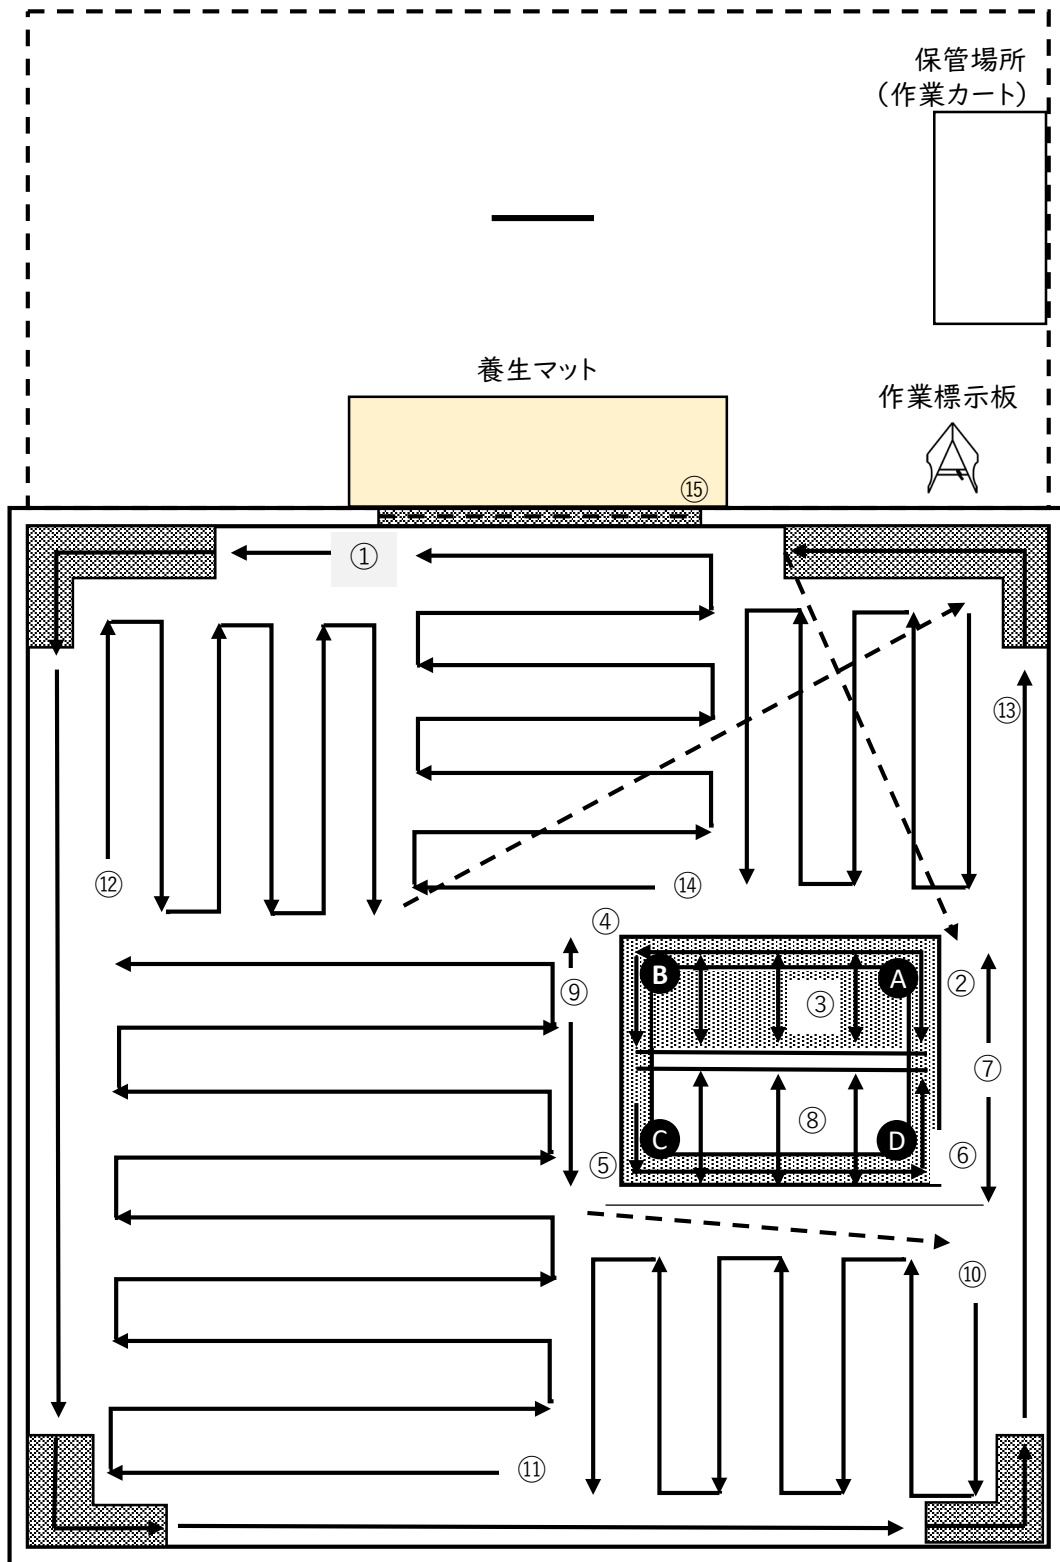 保管場所
(作業カート)
養生マット
作業標示板
⑮
①
⑬
⑫
⑭
④
B
A
②
⑨
③
⑦
C
⑧
D
⑤
⑥
⑩
⑪